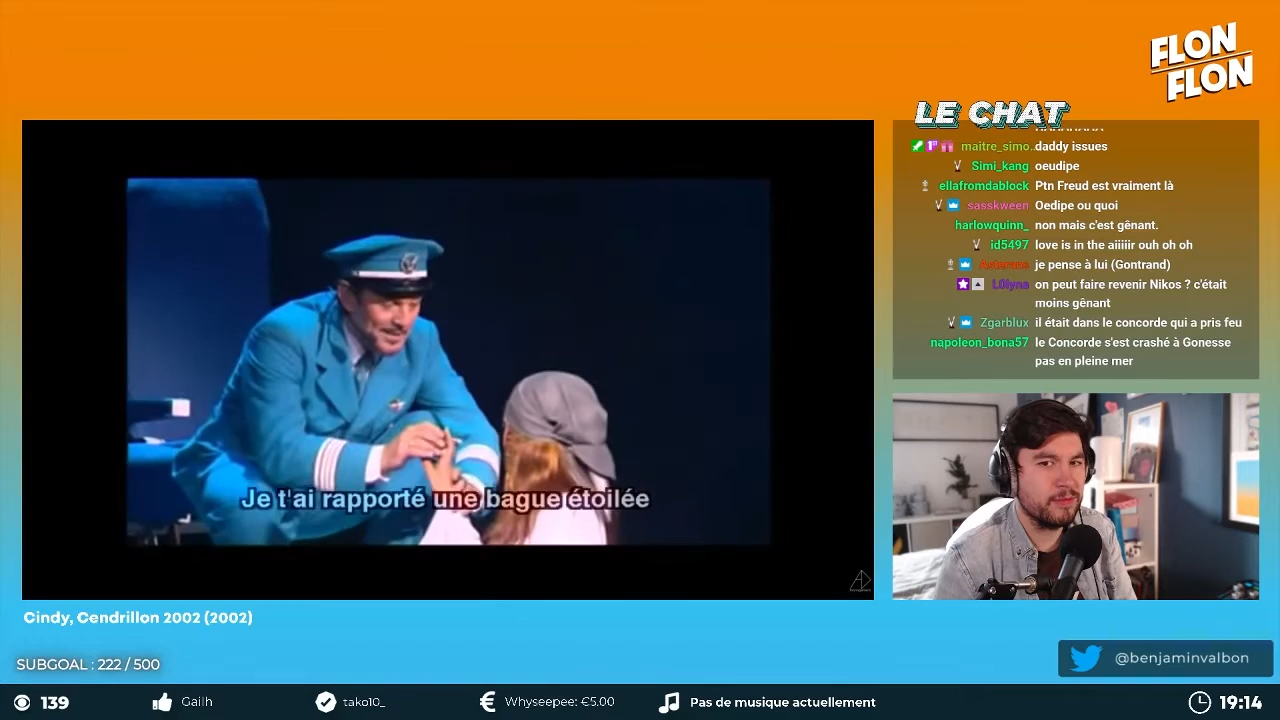 FLON
FLON
LE CHAT
maitre_simo.. daddy issues
Simi_kang oeudipe
ellafromdablock Ptn Freud est vraiment là
sasskween Oedipe ou quoi
harlowquinn_ non mais c'est gênant.
id5497 love is in the aiiiiir ouh oh oh
Asterane je pense à lui (Gontrand)
L0lyna on peut faire revenir Nikos ? c'était
moins gênant
Zgarblux il était dans le concorde qui a pris feu
napoleon_bona57 le Concorde s'est crashé à Gonesse
pas en pleine mer
Je t'ai rapporté une bague étoilée
Cindy, Cendrillon 2002 (2002)
SUBGOAL : 222 / 500
@benjaminvalbon
139
Gailh
tako10_
€ Whyseepee: €5.00
Pas de musique actuellement
19:14